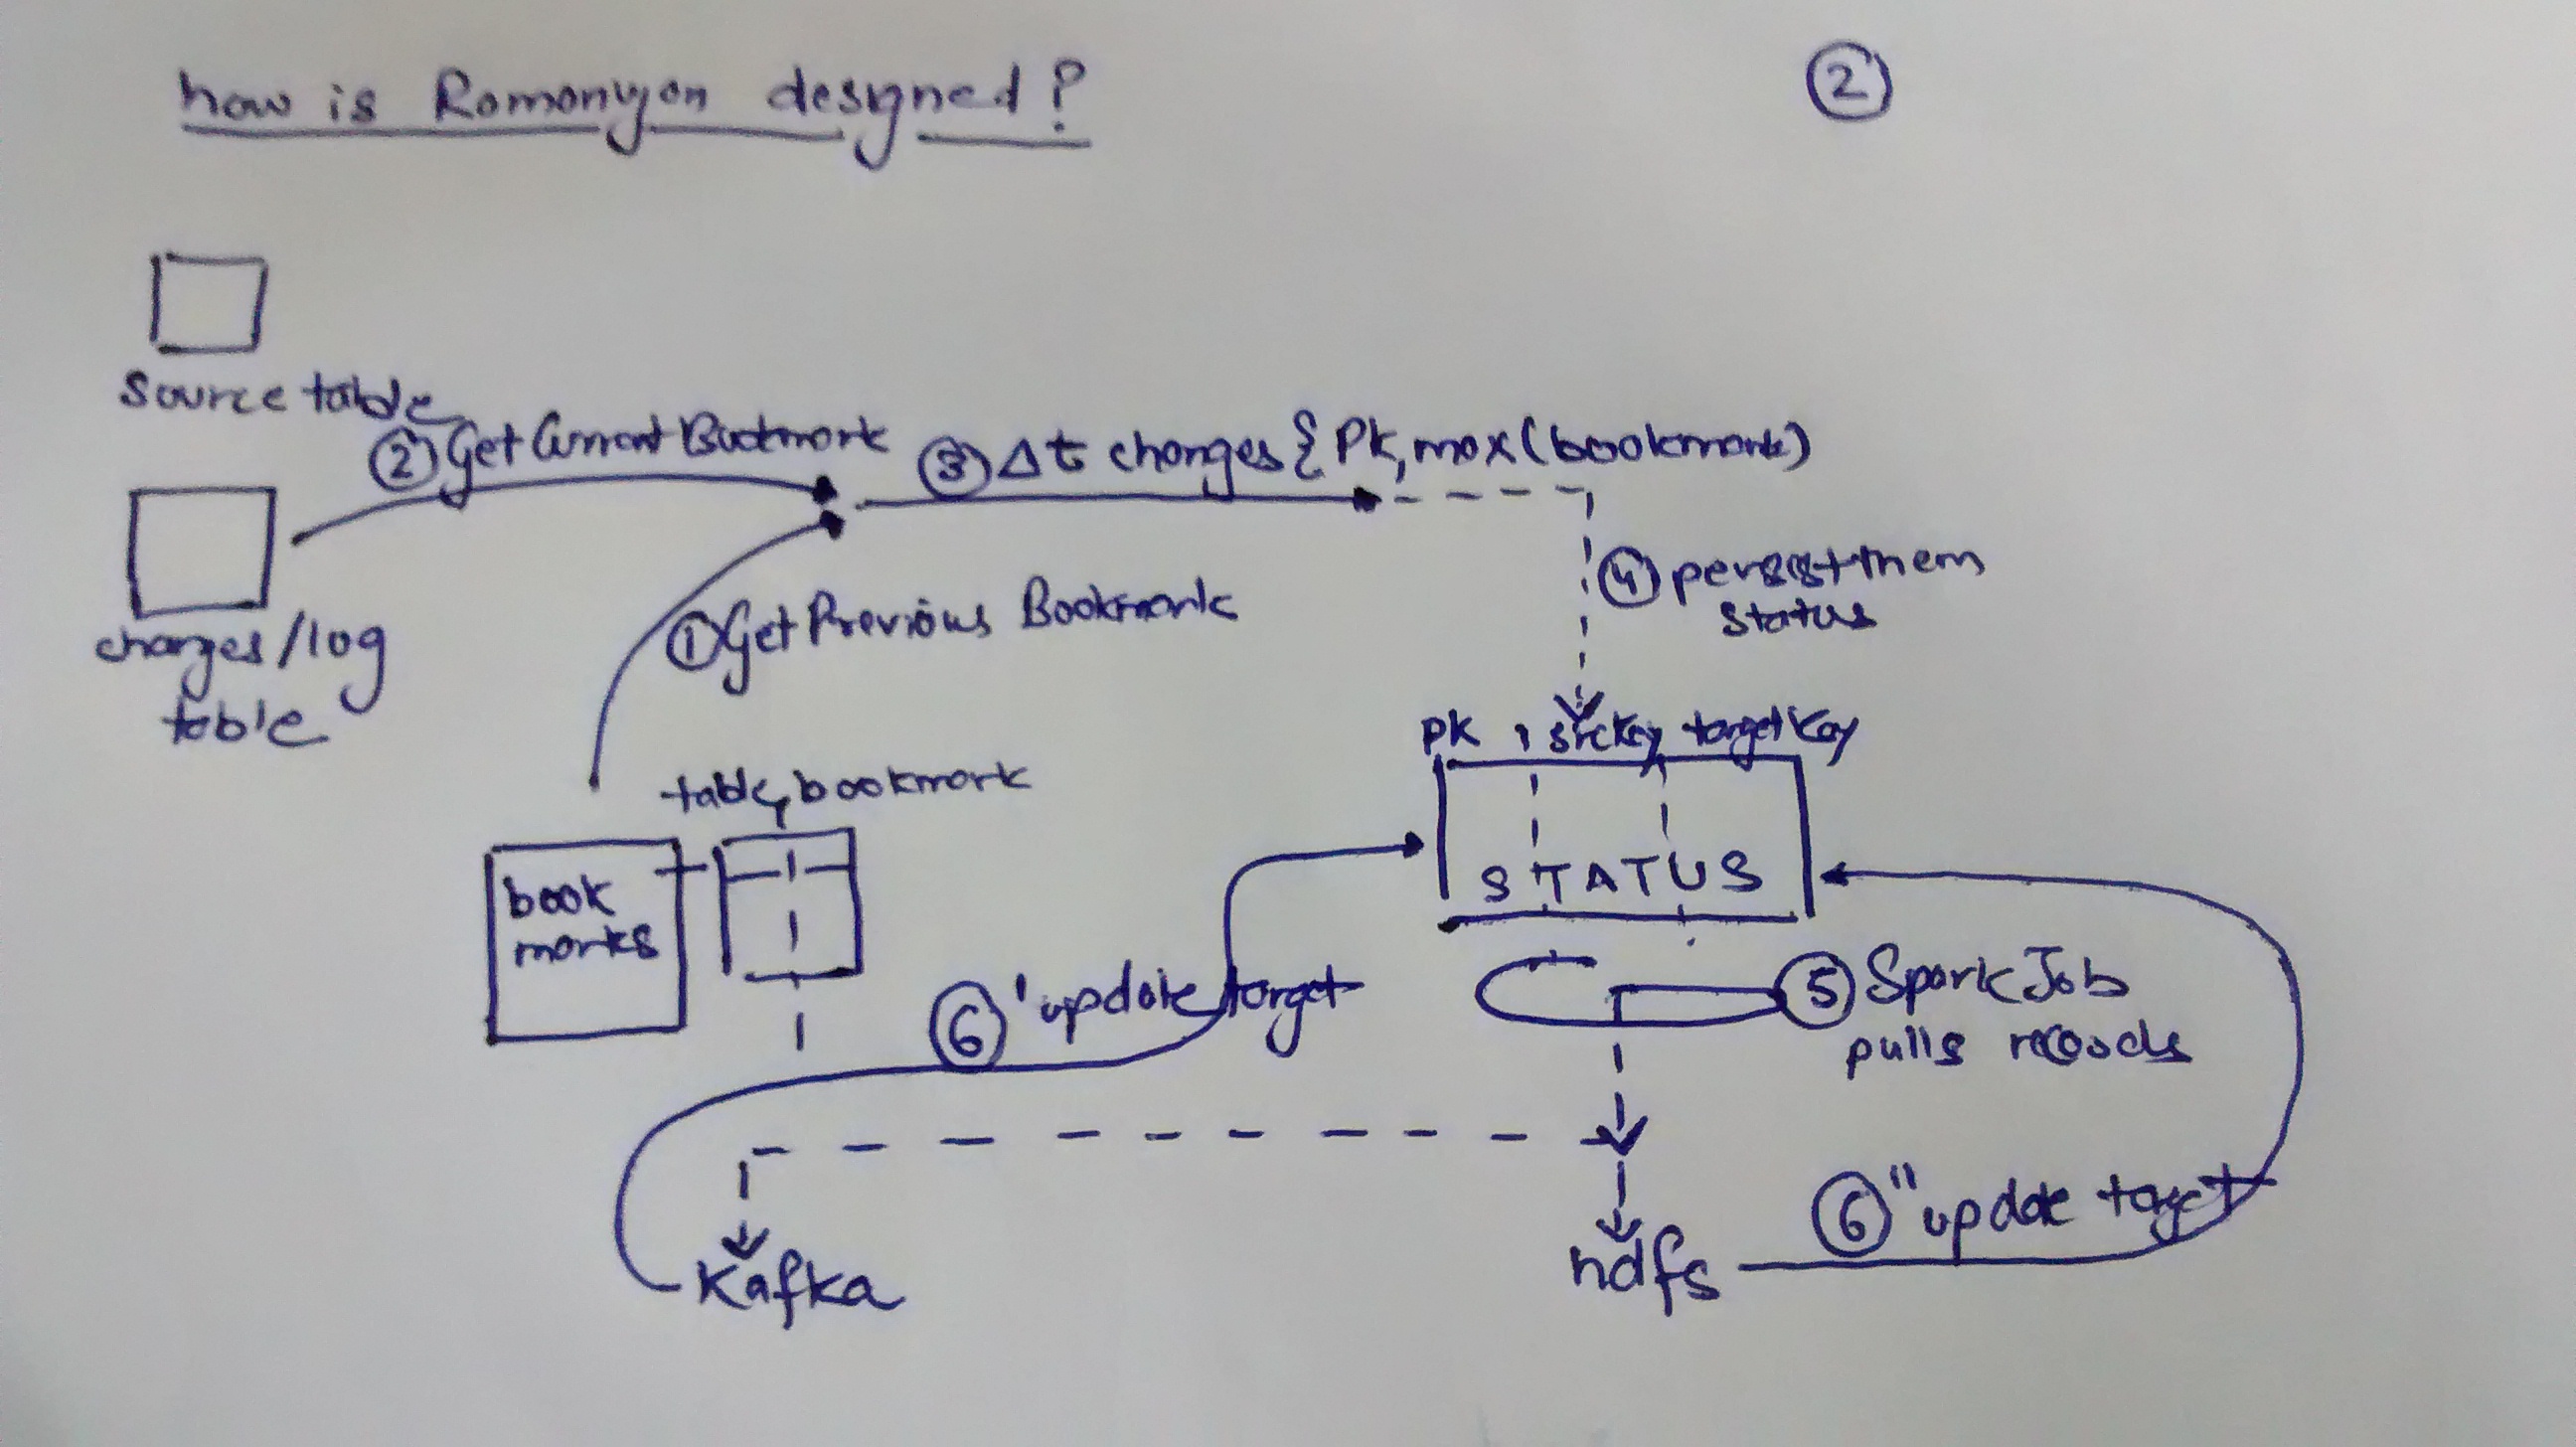 how is Romonyon designed?
②
Source table
② Get Current Bookmork
③ Δt changes { PK, max(bookmark)
④ persist them
status
① Get Previous Bookmark
changes/log
table
PK , srckey, targetKey
table, bookmark
STATUS
book
marks
⑥' update target
⑤ Spark Job
pulls records
⑥" update target
Kafka
hdfs